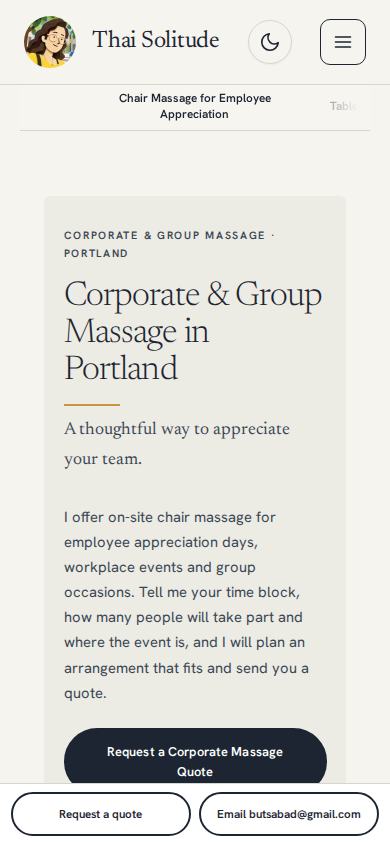 Thai Solitude
Chair Massage for Employee
Appreciation
CORPORATE & GROUP MASSAGE ·
PORTLAND
Corporate & Group
Massage in
Portland
A thoughtful way to appreciate
your team.
I offer on-site chair massage for
employee appreciation days,
workplace events and group
occasions. Tell me your time block,
how many people will take part and
where the event is, and I will plan an
arrangement that fits and send you a
quote.
Request a Corporate Massage
Quote
Request a quote
Email butsabad@gmail.com